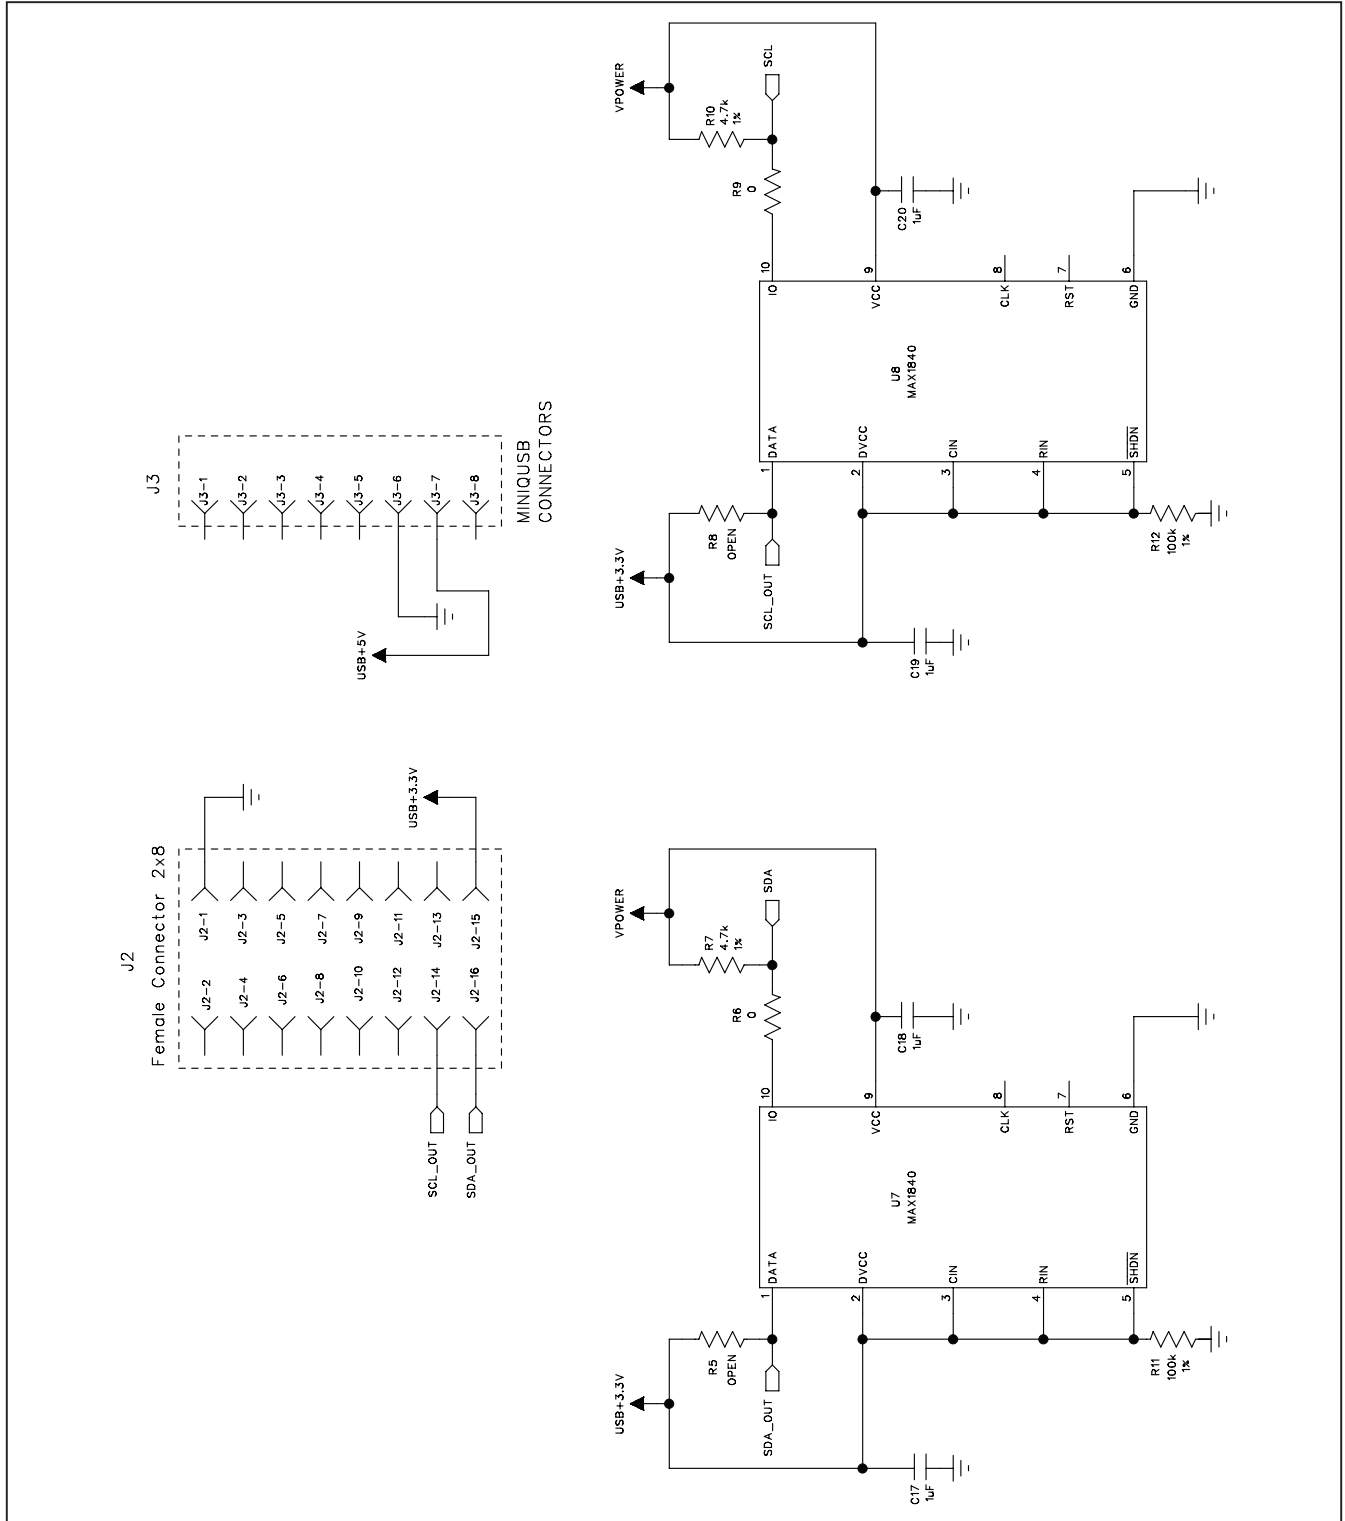 J2
Female Connector 2x8
J2-2
J2-1
J2-4
J2-3
J2-6
J2-5
J2-8
J2-7
J2-10
J2-9
J2-12
J2-11
J2-14
J2-13
J2-16
J2-15
SCL_OUT
SDA_OUT
USB+3.3V
J3
J3-1
J3-2
J3-3
J3-4
J3-5
J3-6
J3-7
J3-8
MINIQUSB
CONNECTORS
USB+5V
USB+3.3V
R5
OPEN
SDA_OUT
C17
1uF
1
DATA
2
DVCC
3
CIN
4
RIN
5
SHDN
R11
100k
1%
U7
MAX1840
IO
10
VCC
9
CLK
8
RST
7
GND
6
R6
0
R7
4.7k
1%
VPOWER
SDA
C18
1uF
USB+3.3V
R8
OPEN
SCL_OUT
C19
1uF
1
DATA
2
DVCC
3
CIN
4
RIN
5
SHDN
R12
100k
1%
U8
MAX1840
IO
10
VCC
9
CLK
8
RST
7
GND
6
R9
0
R10
4.7k
1%
VPOWER
SCL
C20
1uF